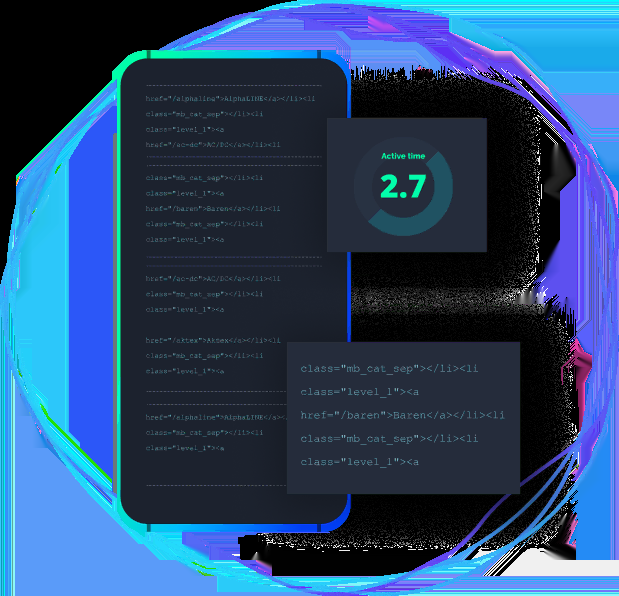 href="/alphaline">AlphaLINE</a></li><li
class="mb_cat_sep"></li><li
class="level_1"><a
href="/ac-dc">AC/DC</a></li><li
class="mb_cat_sep"></li><li
class="level_1"><a
href="/baren">Baren</a></li><li
class="mb_cat_sep"></li><li
class="level_1"><a
href="/ac-dc">AC/DC</a></li><li
class="mb_cat_sep"></li><li
class="level_1"><a
href="/aktex">Aktex</a></li><li
class="mb_cat_sep"></li><li
class="level_1"><a
href="/alphaline">AlphaLINE</a><
class="mb_cat_sep"></li><li
class="level_1"><a
Active time
2.7
class="mb_cat_sep"></li><li
class="level_1"><a
href="/baren">Baren</a></li><li
class="mb_cat_sep"></li><li
class="level_1"><a